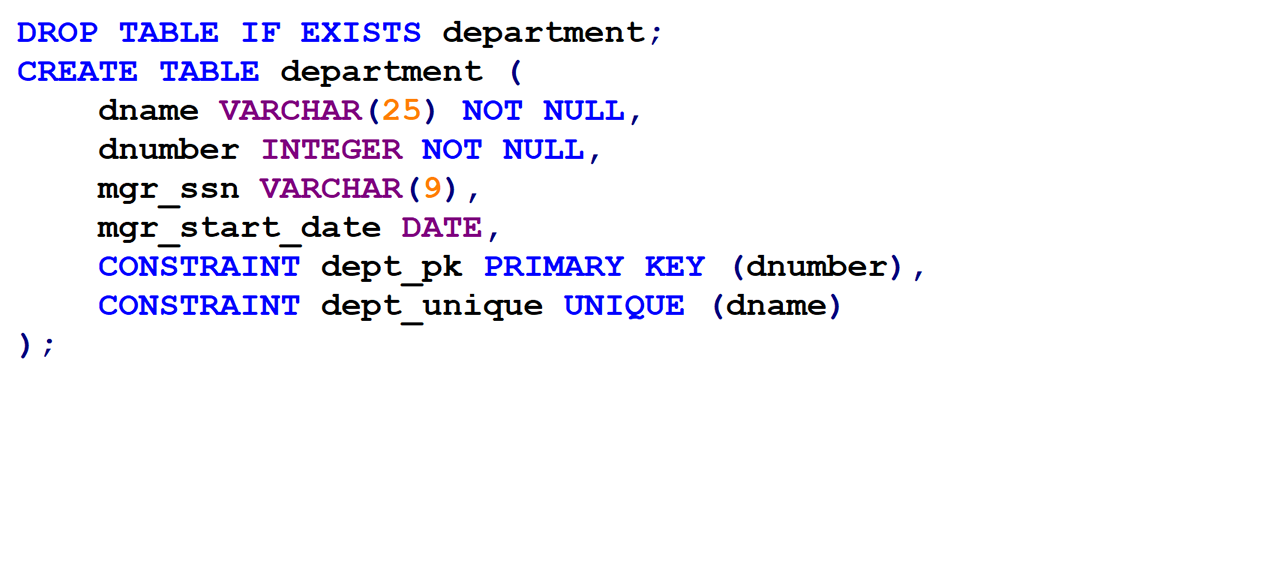 DROP TABLE IF EXISTS department;
CREATE TABLE department (
    dname VARCHAR(25) NOT NULL,
    dnumber INTEGER NOT NULL,
    mgr_ssn VARCHAR(9),
    mgr_start_date DATE,
    CONSTRAINT dept_pk PRIMARY KEY (dnumber),
    CONSTRAINT dept_unique UNIQUE (dname)
);